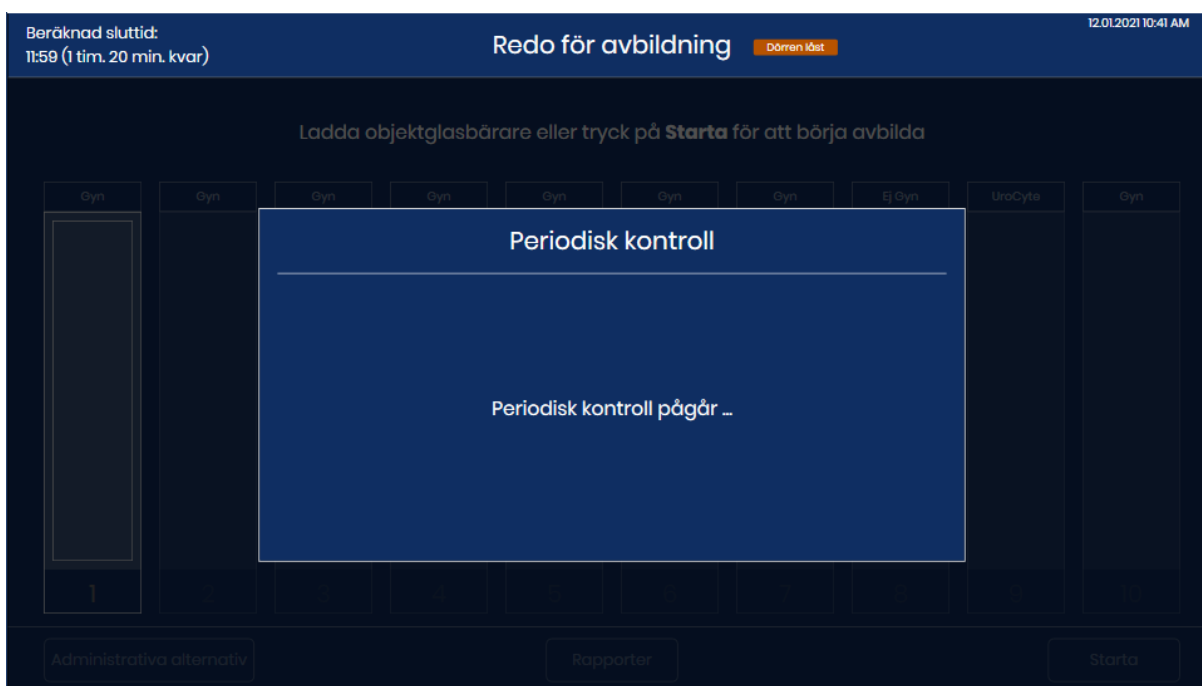 Beräknad sluttid:
11:59 (1 tim. 20 min. kvar)
Redo för avbildning
Dörren låst
12.01.2021 10:41 AM
Ladda objektglasbärare eller tryck på Starta för att börja avbilda
Gyn Gyn Gyn Gyn Gyn Gyn Gyn Ej Gyn UroCyte Gyn
Periodisk kontroll
Periodisk kontroll pågår ...
1 2 3 4 5 6 7 8 9 10
Administrativa alternativ Rapporter Starta